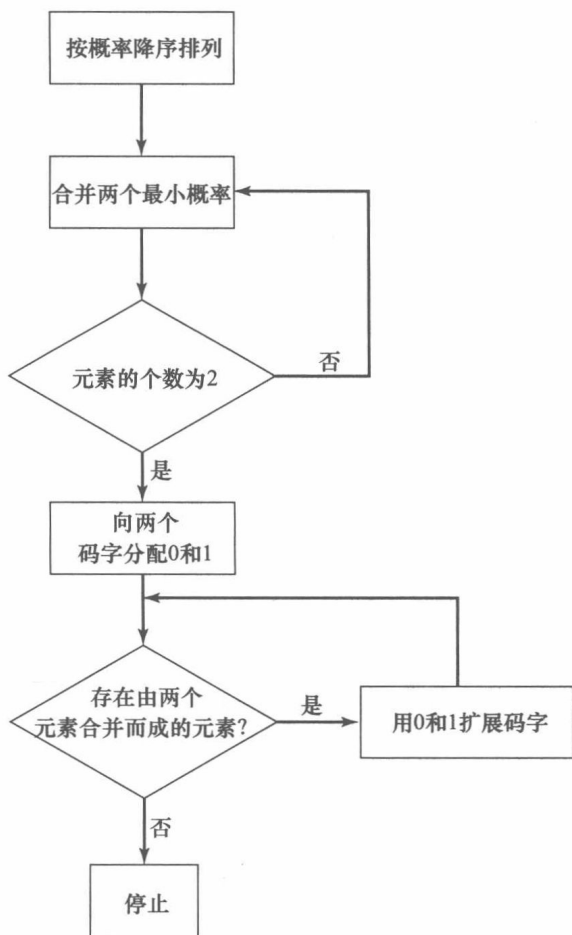 按概率降序排列
合并两个最小概率
元素的个数为2
否
是
向两个
码字分配0和1
存在由两个
元素合并而成的元素?
是
用0和1扩展码字
否
停止